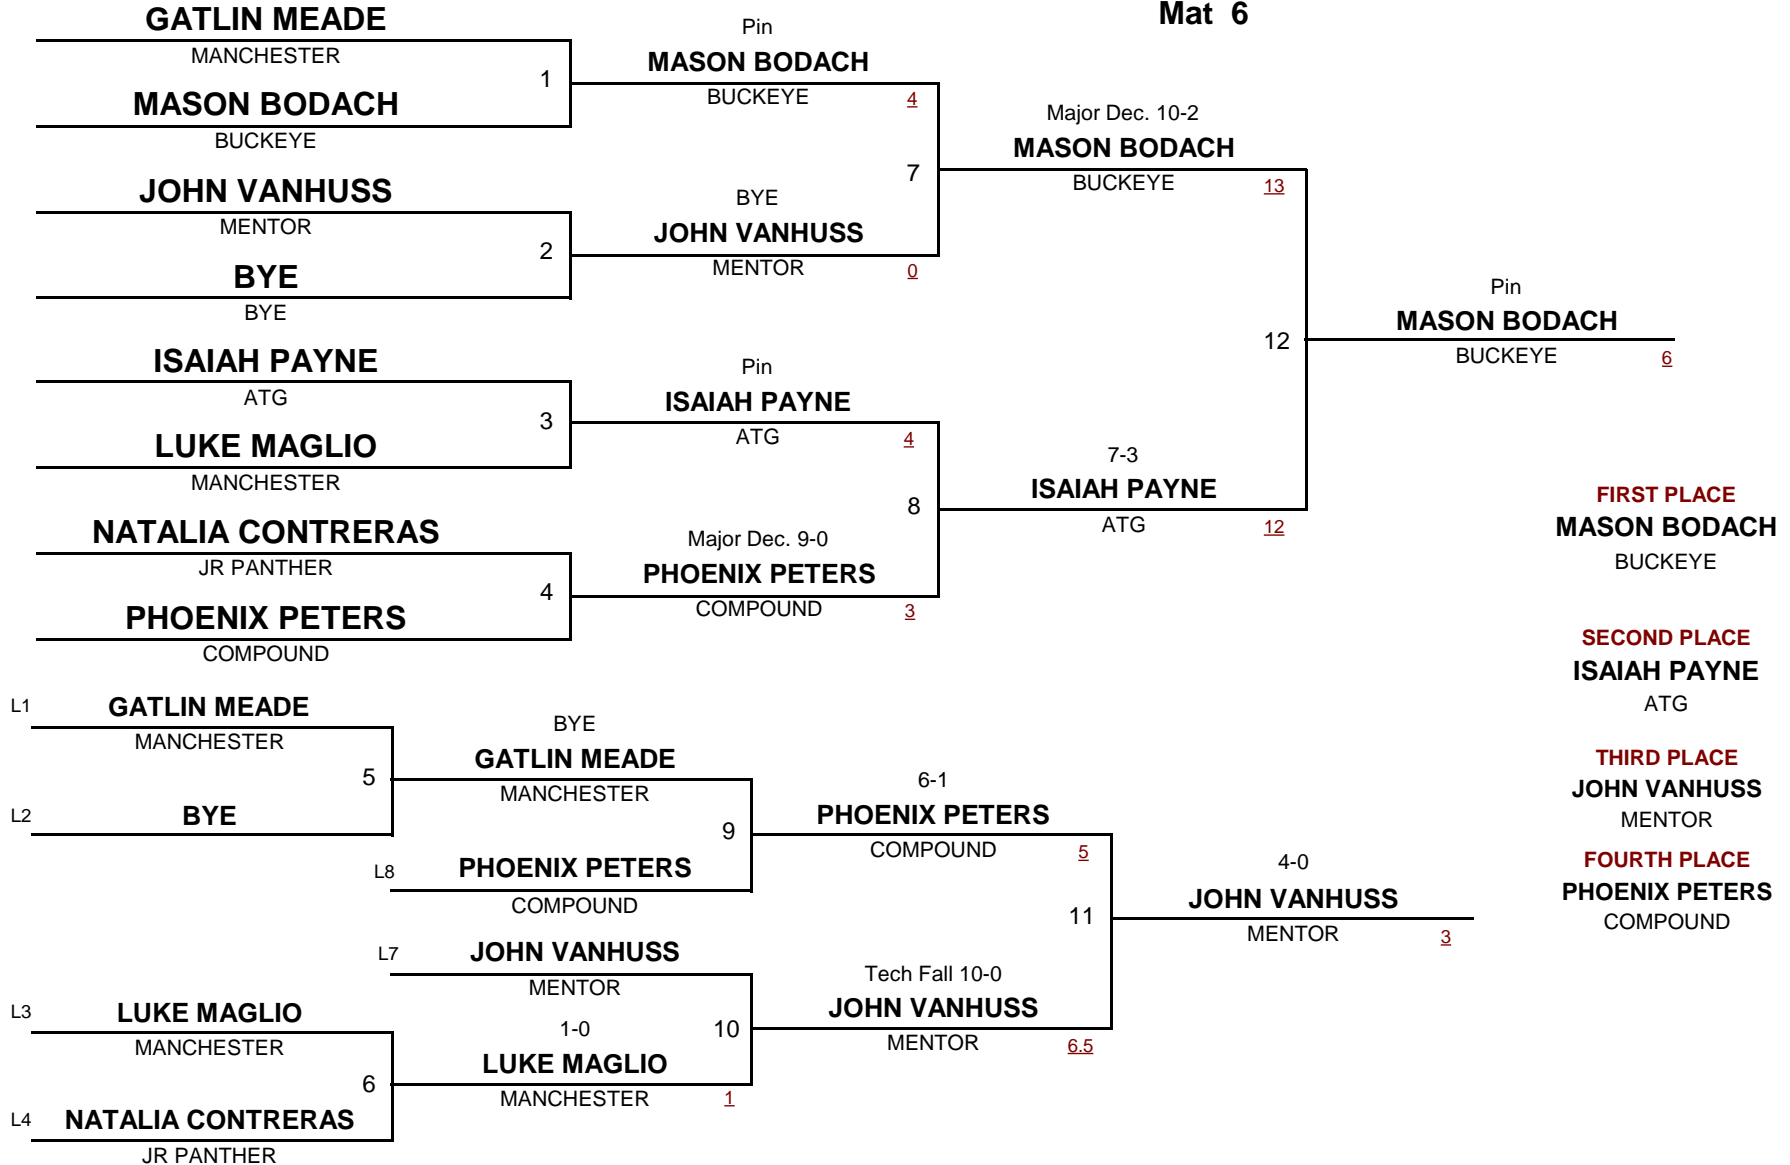 Mat 6
GATLIN MEADE
MANCHESTER
1
MASON BODACH
BUCKEYE
JOHN VANHUSS
MENTOR
2
BYE
BYE
ISAIAH PAYNE
ATG
3
LUKE MAGLIO
MANCHESTER
NATALIA CONTRERAS
JR PANTHER
4
PHOENIX PETERS
COMPOUND
Pin
MASON BODACH
BUCKEYE 4
7
BYE
JOHN VANHUSS
MENTOR 0
Pin
ISAIAH PAYNE
ATG 4
8
Major Dec. 9-0
PHOENIX PETERS
COMPOUND 3
Major Dec. 10-2
MASON BODACH
BUCKEYE 13
12
7-3
ISAIAH PAYNE
ATG 12
Pin
MASON BODACH
BUCKEYE 6
L1 GATLIN MEADE
MANCHESTER
5
L2 BYE
L3 LUKE MAGLIO
MANCHESTER
6
L4 NATALIA CONTRERAS
JR PANTHER
BYE
GATLIN MEADE
MANCHESTER
9
L8 PHOENIX PETERS
COMPOUND
L7 JOHN VANHUSS
MENTOR
10
1-0
LUKE MAGLIO
MANCHESTER 1
6-1
PHOENIX PETERS
COMPOUND 5
11
Tech Fall 10-0
JOHN VANHUSS
MENTOR 6.5
4-0
JOHN VANHUSS
MENTOR 3
FIRST PLACE
MASON BODACH
BUCKEYE
SECOND PLACE
ISAIAH PAYNE
ATG
THIRD PLACE
JOHN VANHUSS
MENTOR
FOURTH PLACE
PHOENIX PETERS
COMPOUND